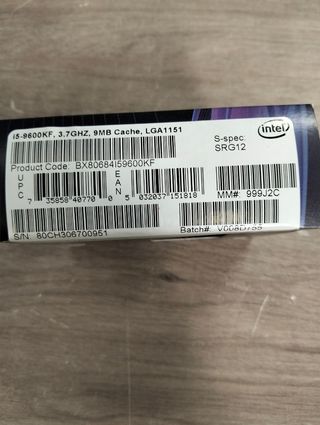 i5-9600KF, 3.7GHZ, 9MB Cache, LGA1151
intel
S-spec:
SRG12
Product Code: BX80684I59600KF
UPC
EAN
7 35858 40770 0
5 032037 151818
MM#: 999J2C
S/N: 80CH306700951
Batch#: